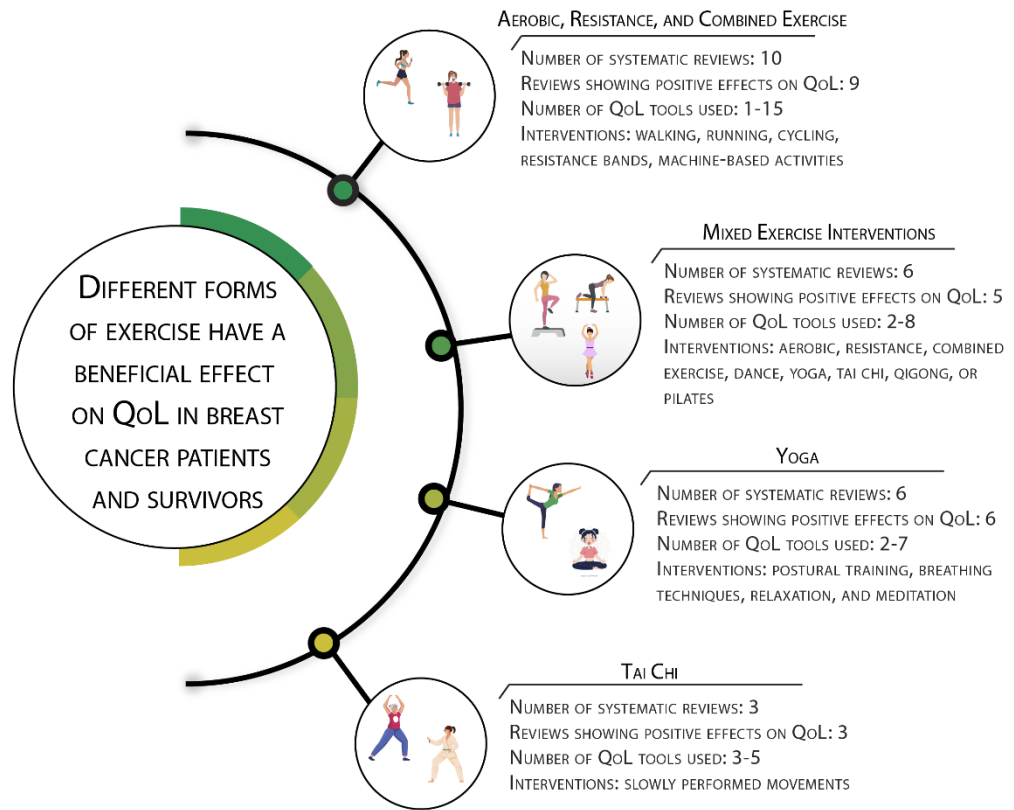 Different forms
of exercise have a
beneficial effect
on QoL in breast
cancer patients
and survivors
Aerobic, Resistance, and Combined Exercise
Number of systematic reviews: 10
Reviews showing positive effects on QoL: 9
Number of QoL tools used: 1-15
Interventions: walking, running, cycling,
resistance bands, machine-based activities
Mixed Exercise Interventions
Number of systematic reviews: 6
Reviews showing positive effects on QoL: 5
Number of QoL tools used: 2-8
Interventions: aerobic, resistance, combined
exercise, dance, yoga, tai chi, qigong, or
pilates
Yoga
Number of systematic reviews: 6
Reviews showing positive effects on QoL: 6
Number of QoL tools used: 2-7
Interventions: postural training, breathing
techniques, relaxation, and meditation
Tai Chi
Number of systematic reviews: 3
Reviews showing positive effects on QoL: 3
Number of QoL tools used: 3-5
Interventions: slowly performed movements